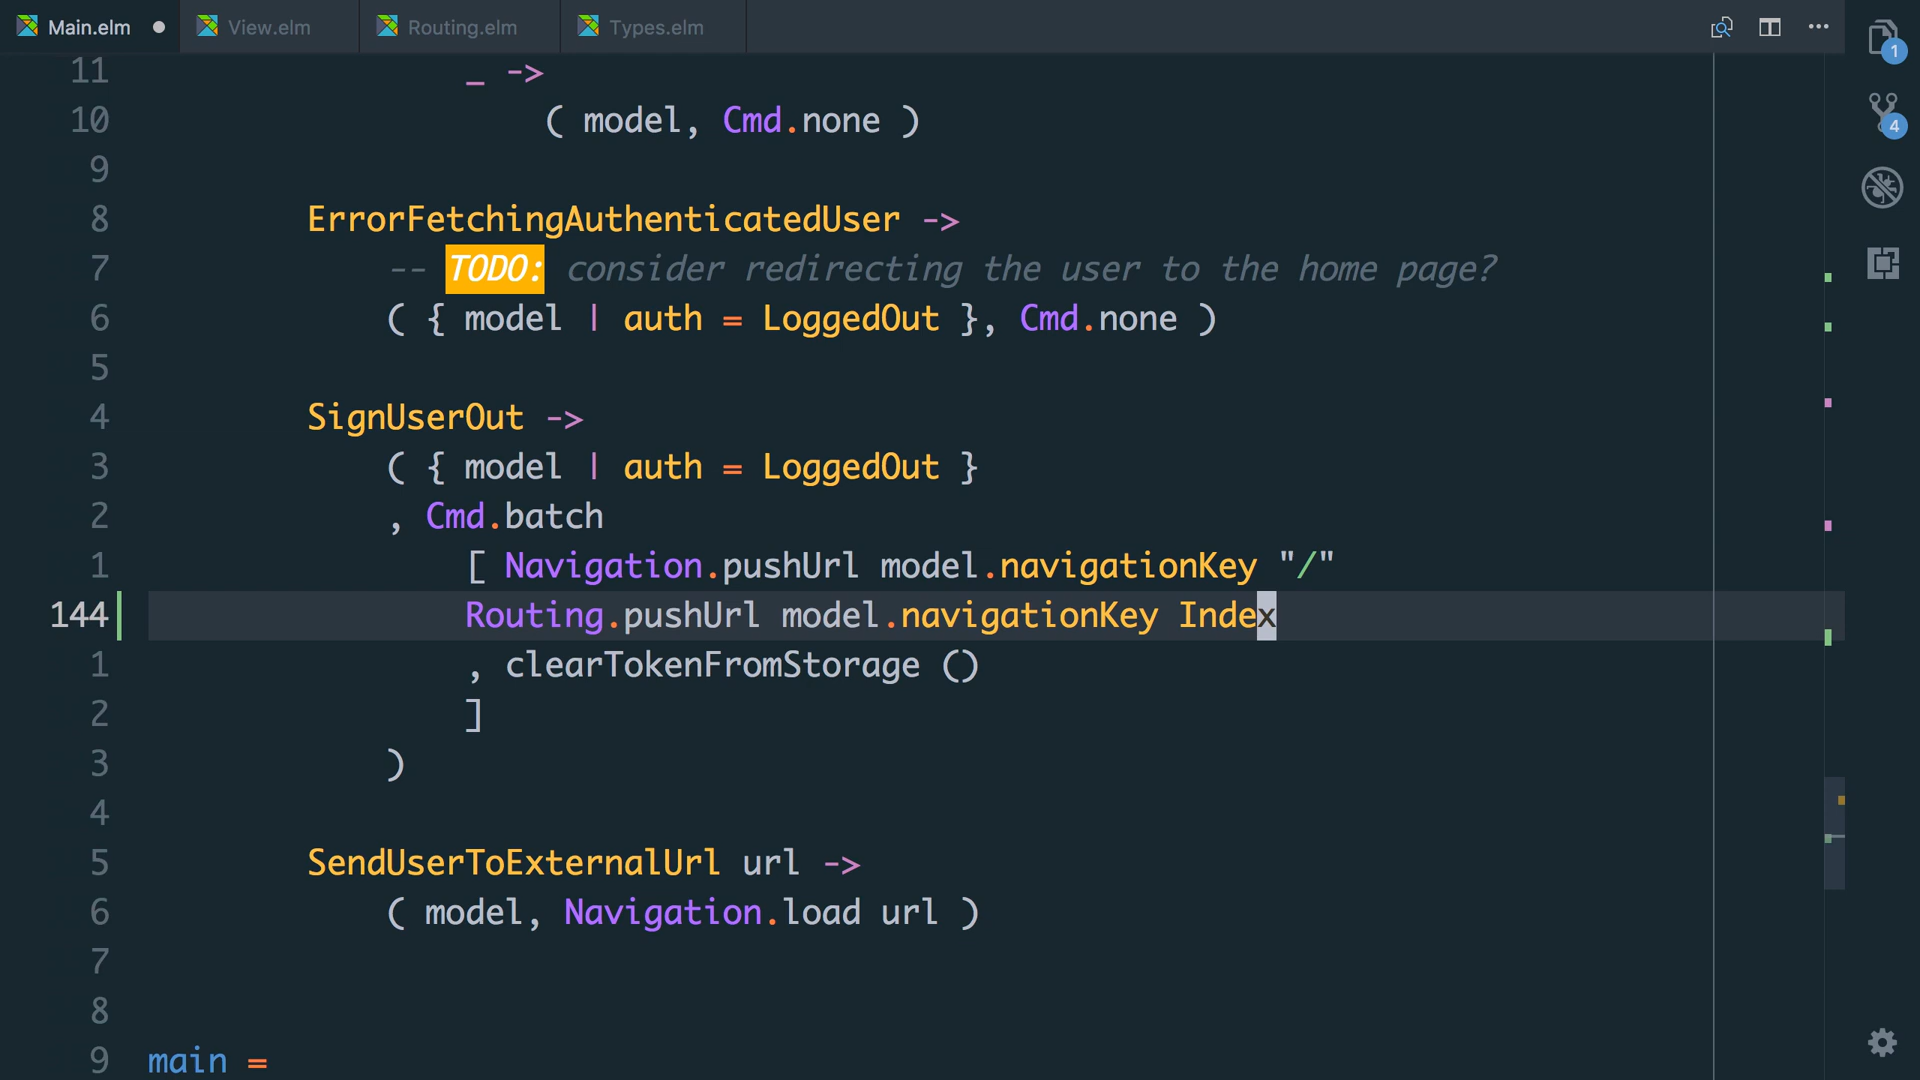 Main.elm View.elm Routing.elm Types.elm
11 _ ->
10 ( model, Cmd.none )
9
8 ErrorFetchingAuthenticatedUser ->
7 -- TODO: consider redirecting the user to the home page?
6 ( { model | auth = LoggedOut }, Cmd.none )
5
4 SignUserOut ->
3 ( { model | auth = LoggedOut }
2 , Cmd.batch
1 [ Navigation.pushUrl model.navigationKey "/"
144 Routing.pushUrl model.navigationKey Index
1 , clearTokenFromStorage ()
2 ]
3 )
4
5 SendUserToExternalUrl url ->
6 ( model, Navigation.load url )
7
8
9 main =
1
4